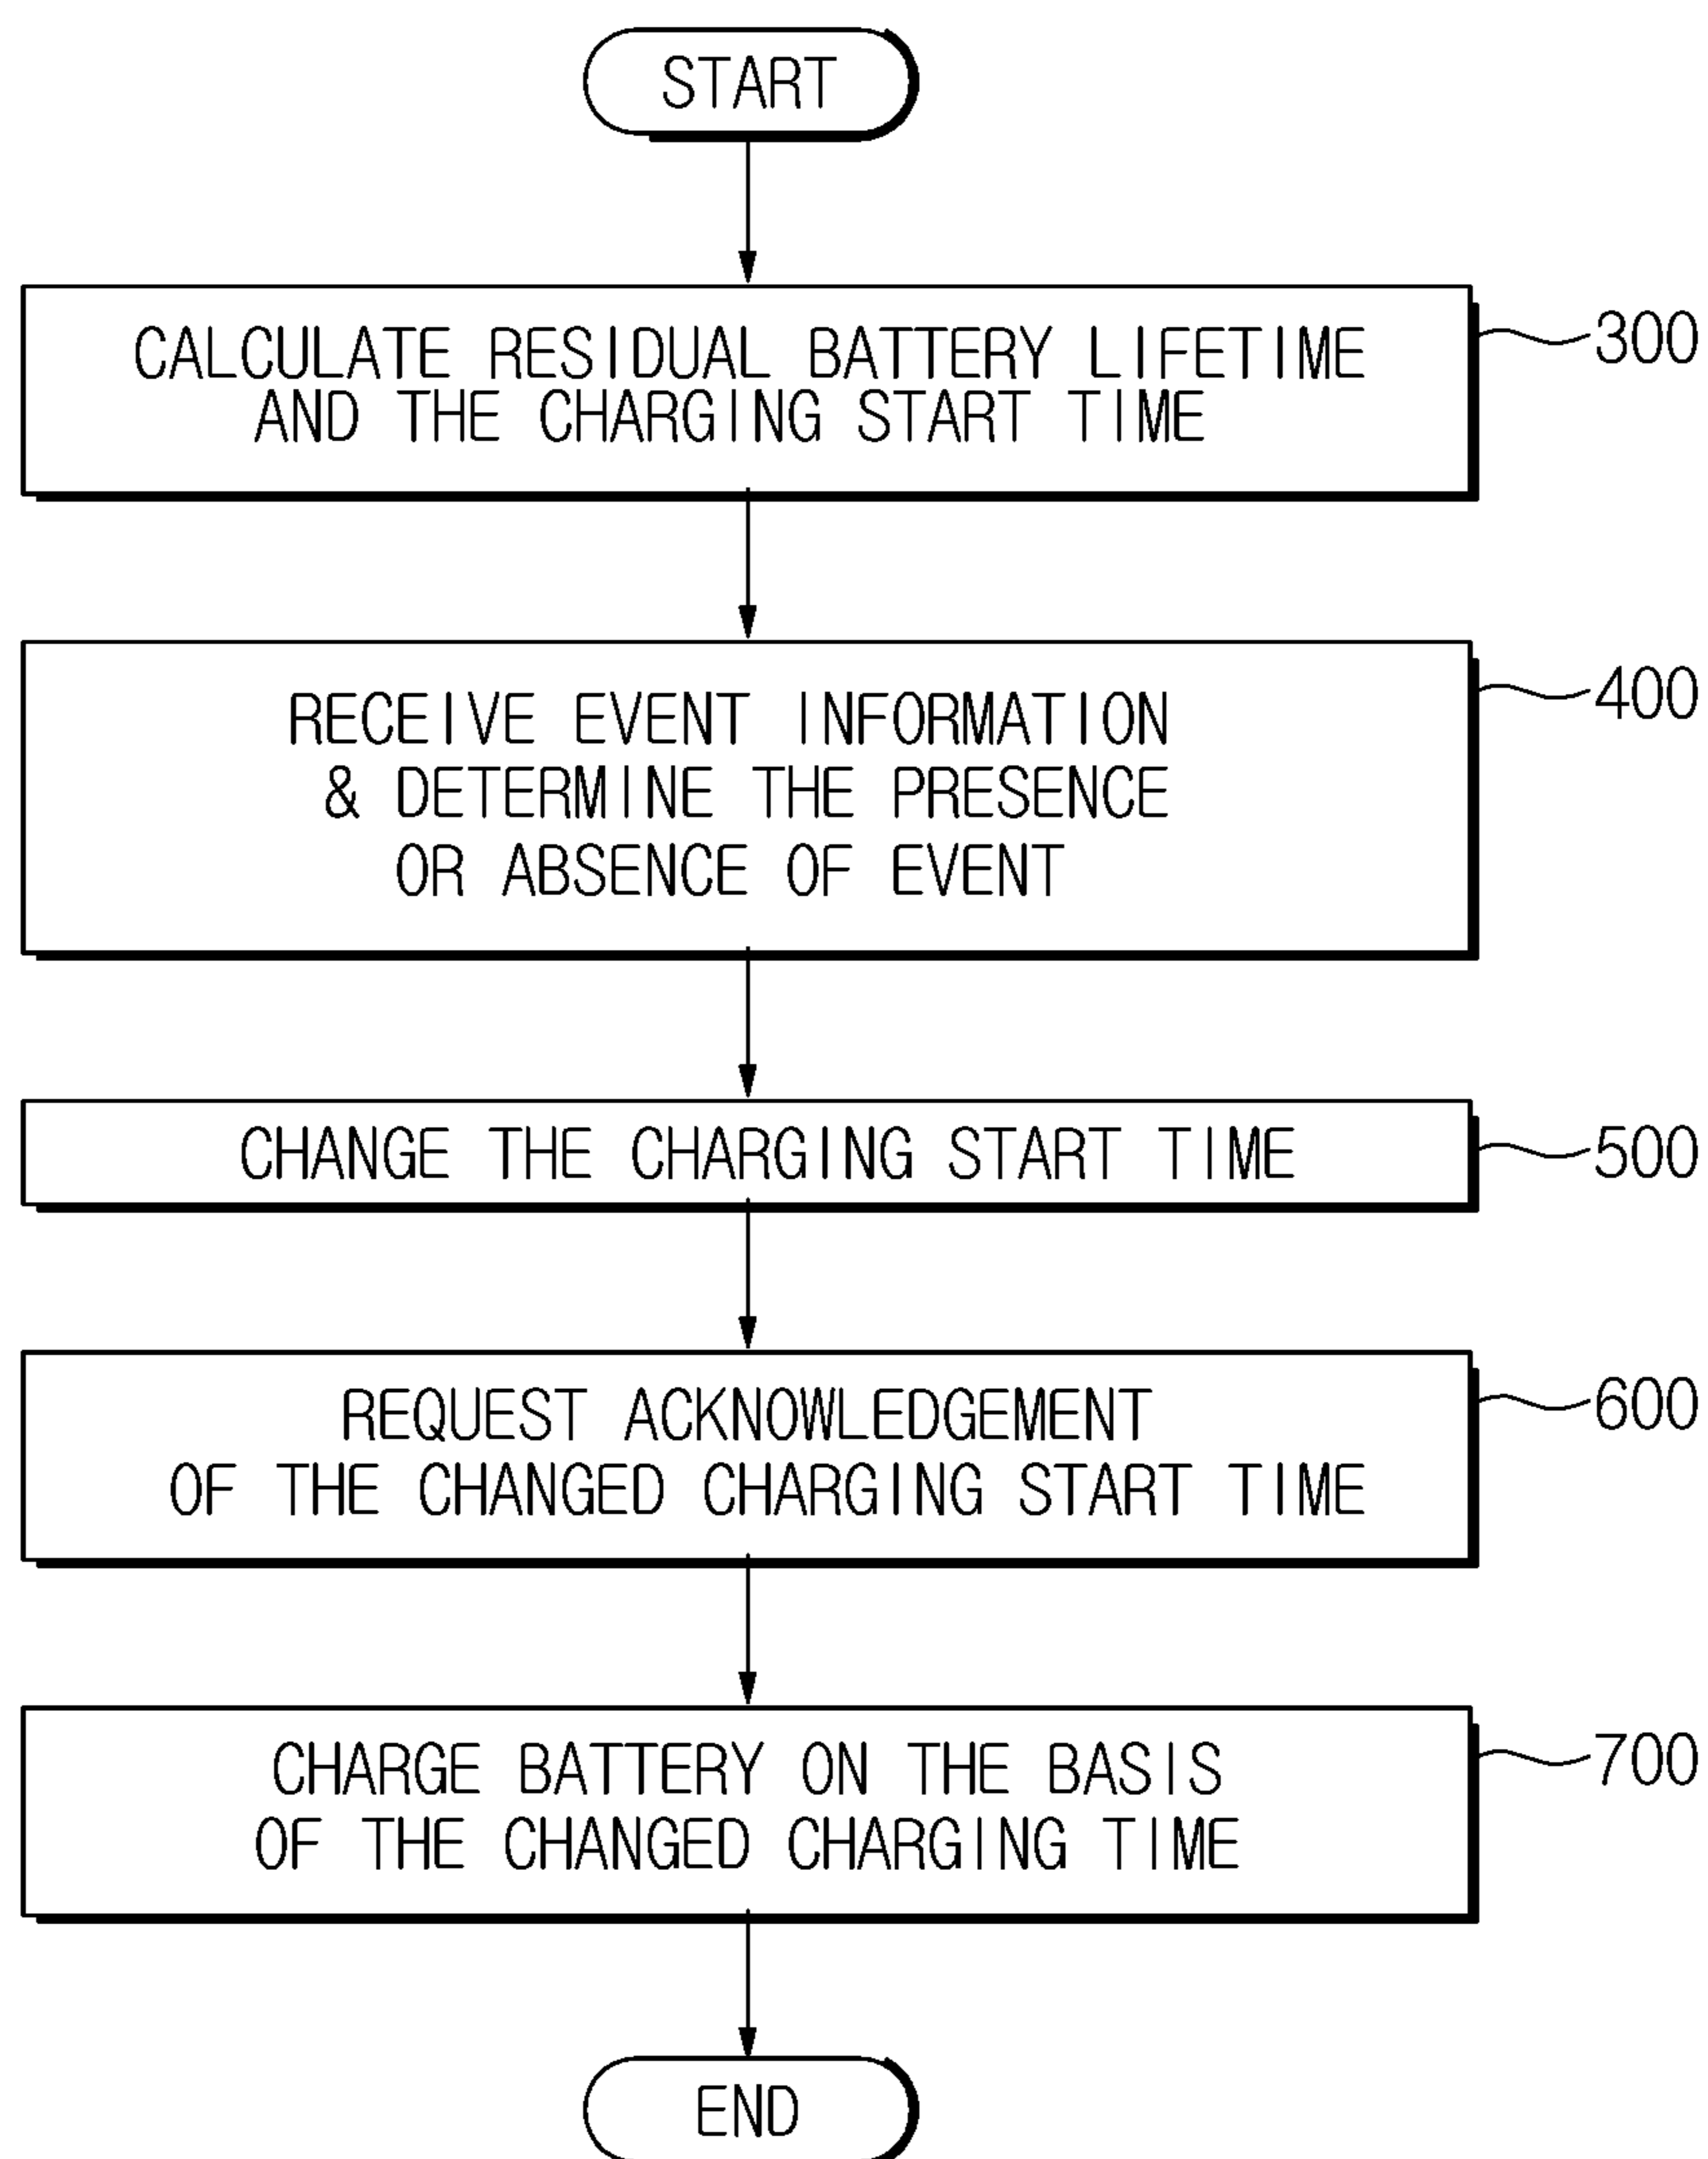 START
CALCULATE RESIDUAL BATTERY LIFETIME
AND THE CHARGING START TIME
300
RECEIVE EVENT INFORMATION
& DETERMINE THE PRESENCE
OR ABSENCE OF EVENT
400
CHANGE THE CHARGING START TIME
500
REQUEST ACKNOWLEDGEMENT
OF THE CHANGED CHARGING START TIME
600
CHARGE BATTERY ON THE BASIS
OF THE CHANGED CHARGING TIME
700
END